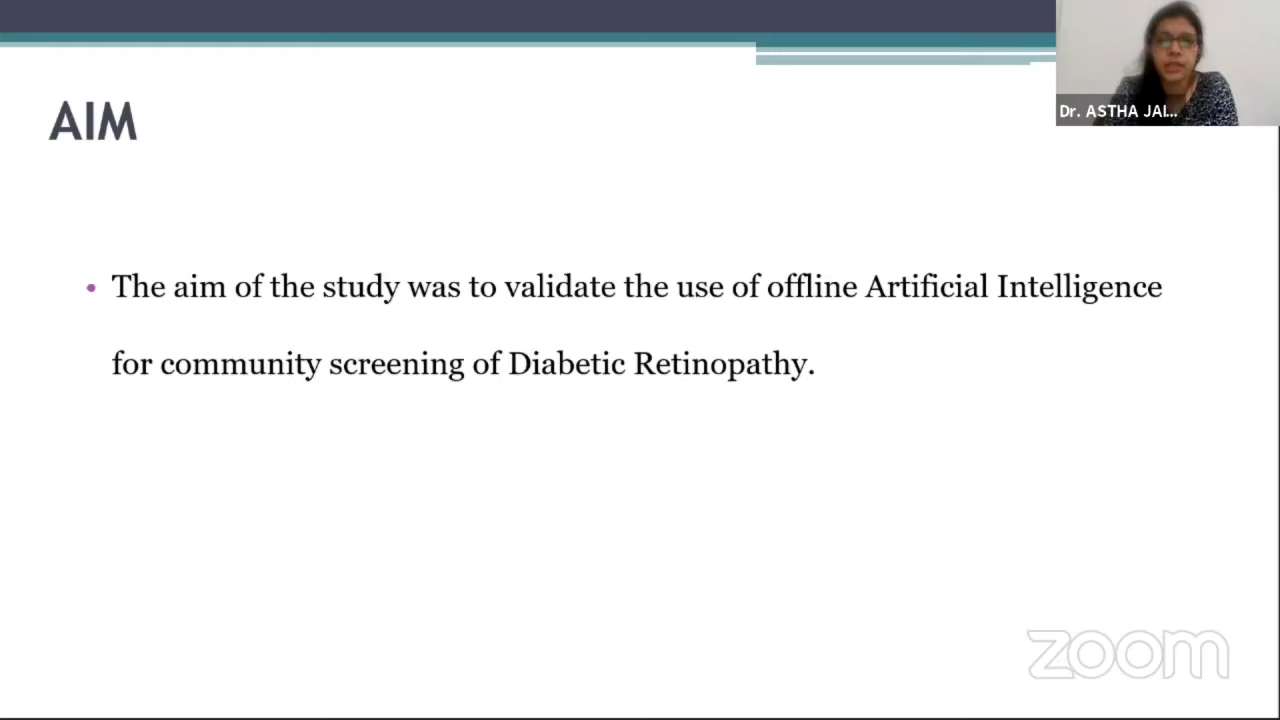 Dr. ASTHA JAI...
AIM
• The aim of the study was to validate the use of offline Artificial Intelligence
for community screening of Diabetic Retinopathy.
zoom